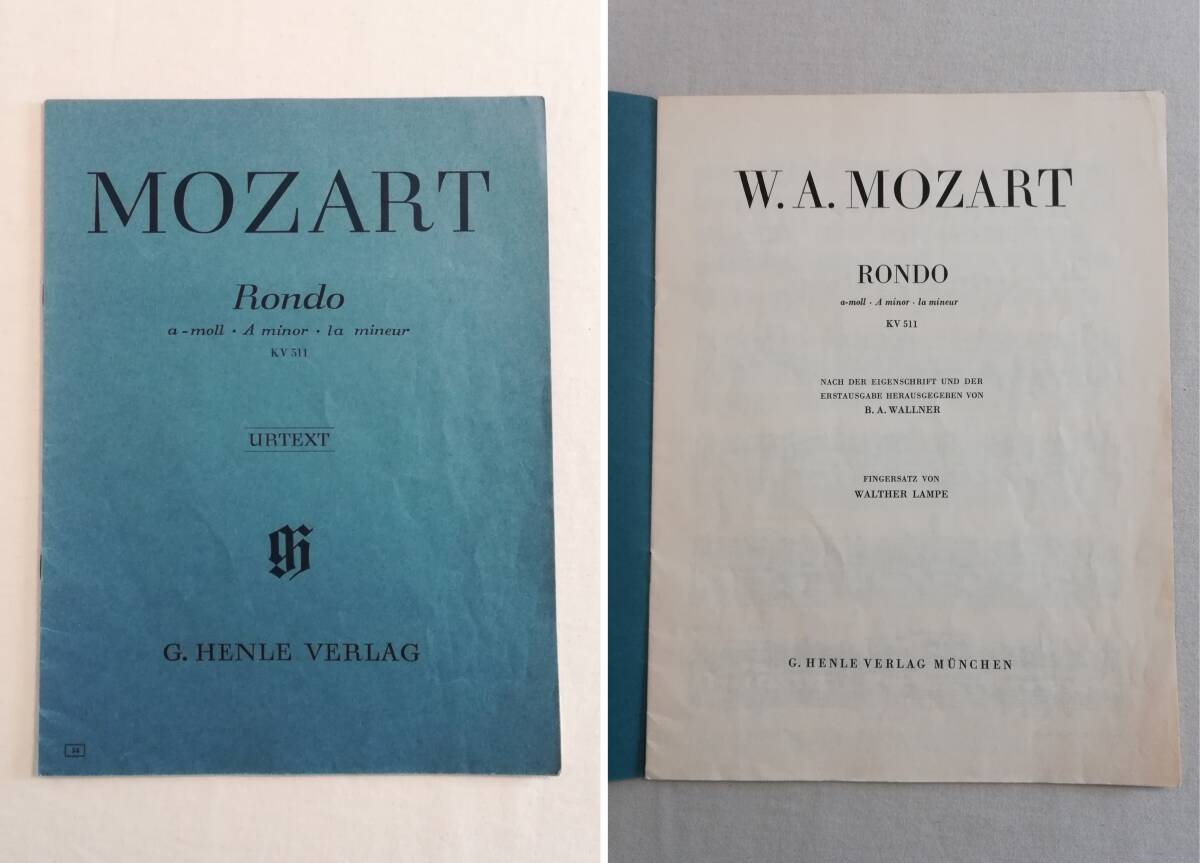 MOZART
Rondo
a-moll · A minor · la mineur
KV 511
URTEXT
G. HENLE VERLAG
W. A. MOZART
RONDO
a-moll · A minor · la mineur
KV 511
NACH DER EIGENSCHRIFT UND DER
ERSTAUSGABE HERAUSGEGEBEN VON
B. A. WALLNER
FINGERSATZ VON
WALTHER LAMPE
G. HENLE VERLAG MÜNCHEN